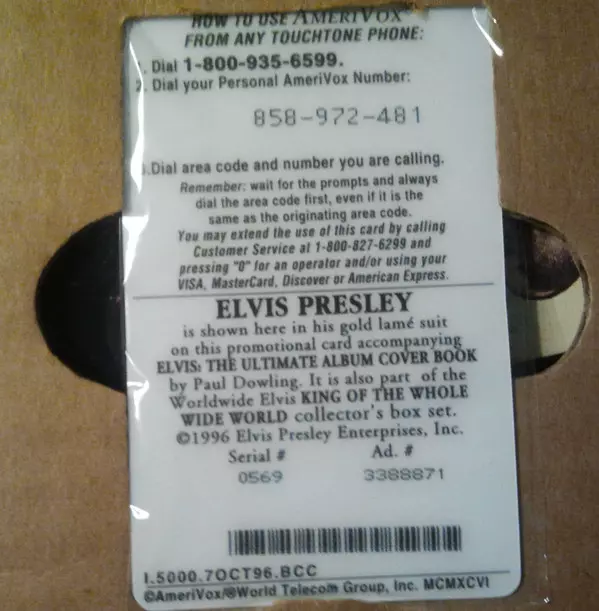 HOW TO USE AMERIVOX®
FROM ANY TOUCHTONE PHONE:
1. Dial 1-800-935-6599.
2. Dial your Personal AmeriVox Number:
858-972-481
3.Dial area code and number you are calling.
Remember: wait for the prompts and always
dial the area code first, even if it is the
same as the originating area code.
You may extend the use of this card by calling
Customer Service at 1-800-827-6299 and
pressing "0" for an operator and/or using your
VISA, MasterCard, Discover or American Express.
ELVIS PRESLEY
is shown here in his gold lamé suit
on this promotional card accompanying
ELVIS: THE ULTIMATE ALBUM COVER BOOK
by Paul Dowling. It is also part of the
Worldwide Elvis KING OF THE WHOLE
WIDE WORLD collector's box set.
©1996 Elvis Presley Enterprises, Inc.
Serial # Ad. #
0569 3388871
1.5000.7OCT96.BCC
©AmeriVox/®World Telecom Group, Inc. MCMXCVI